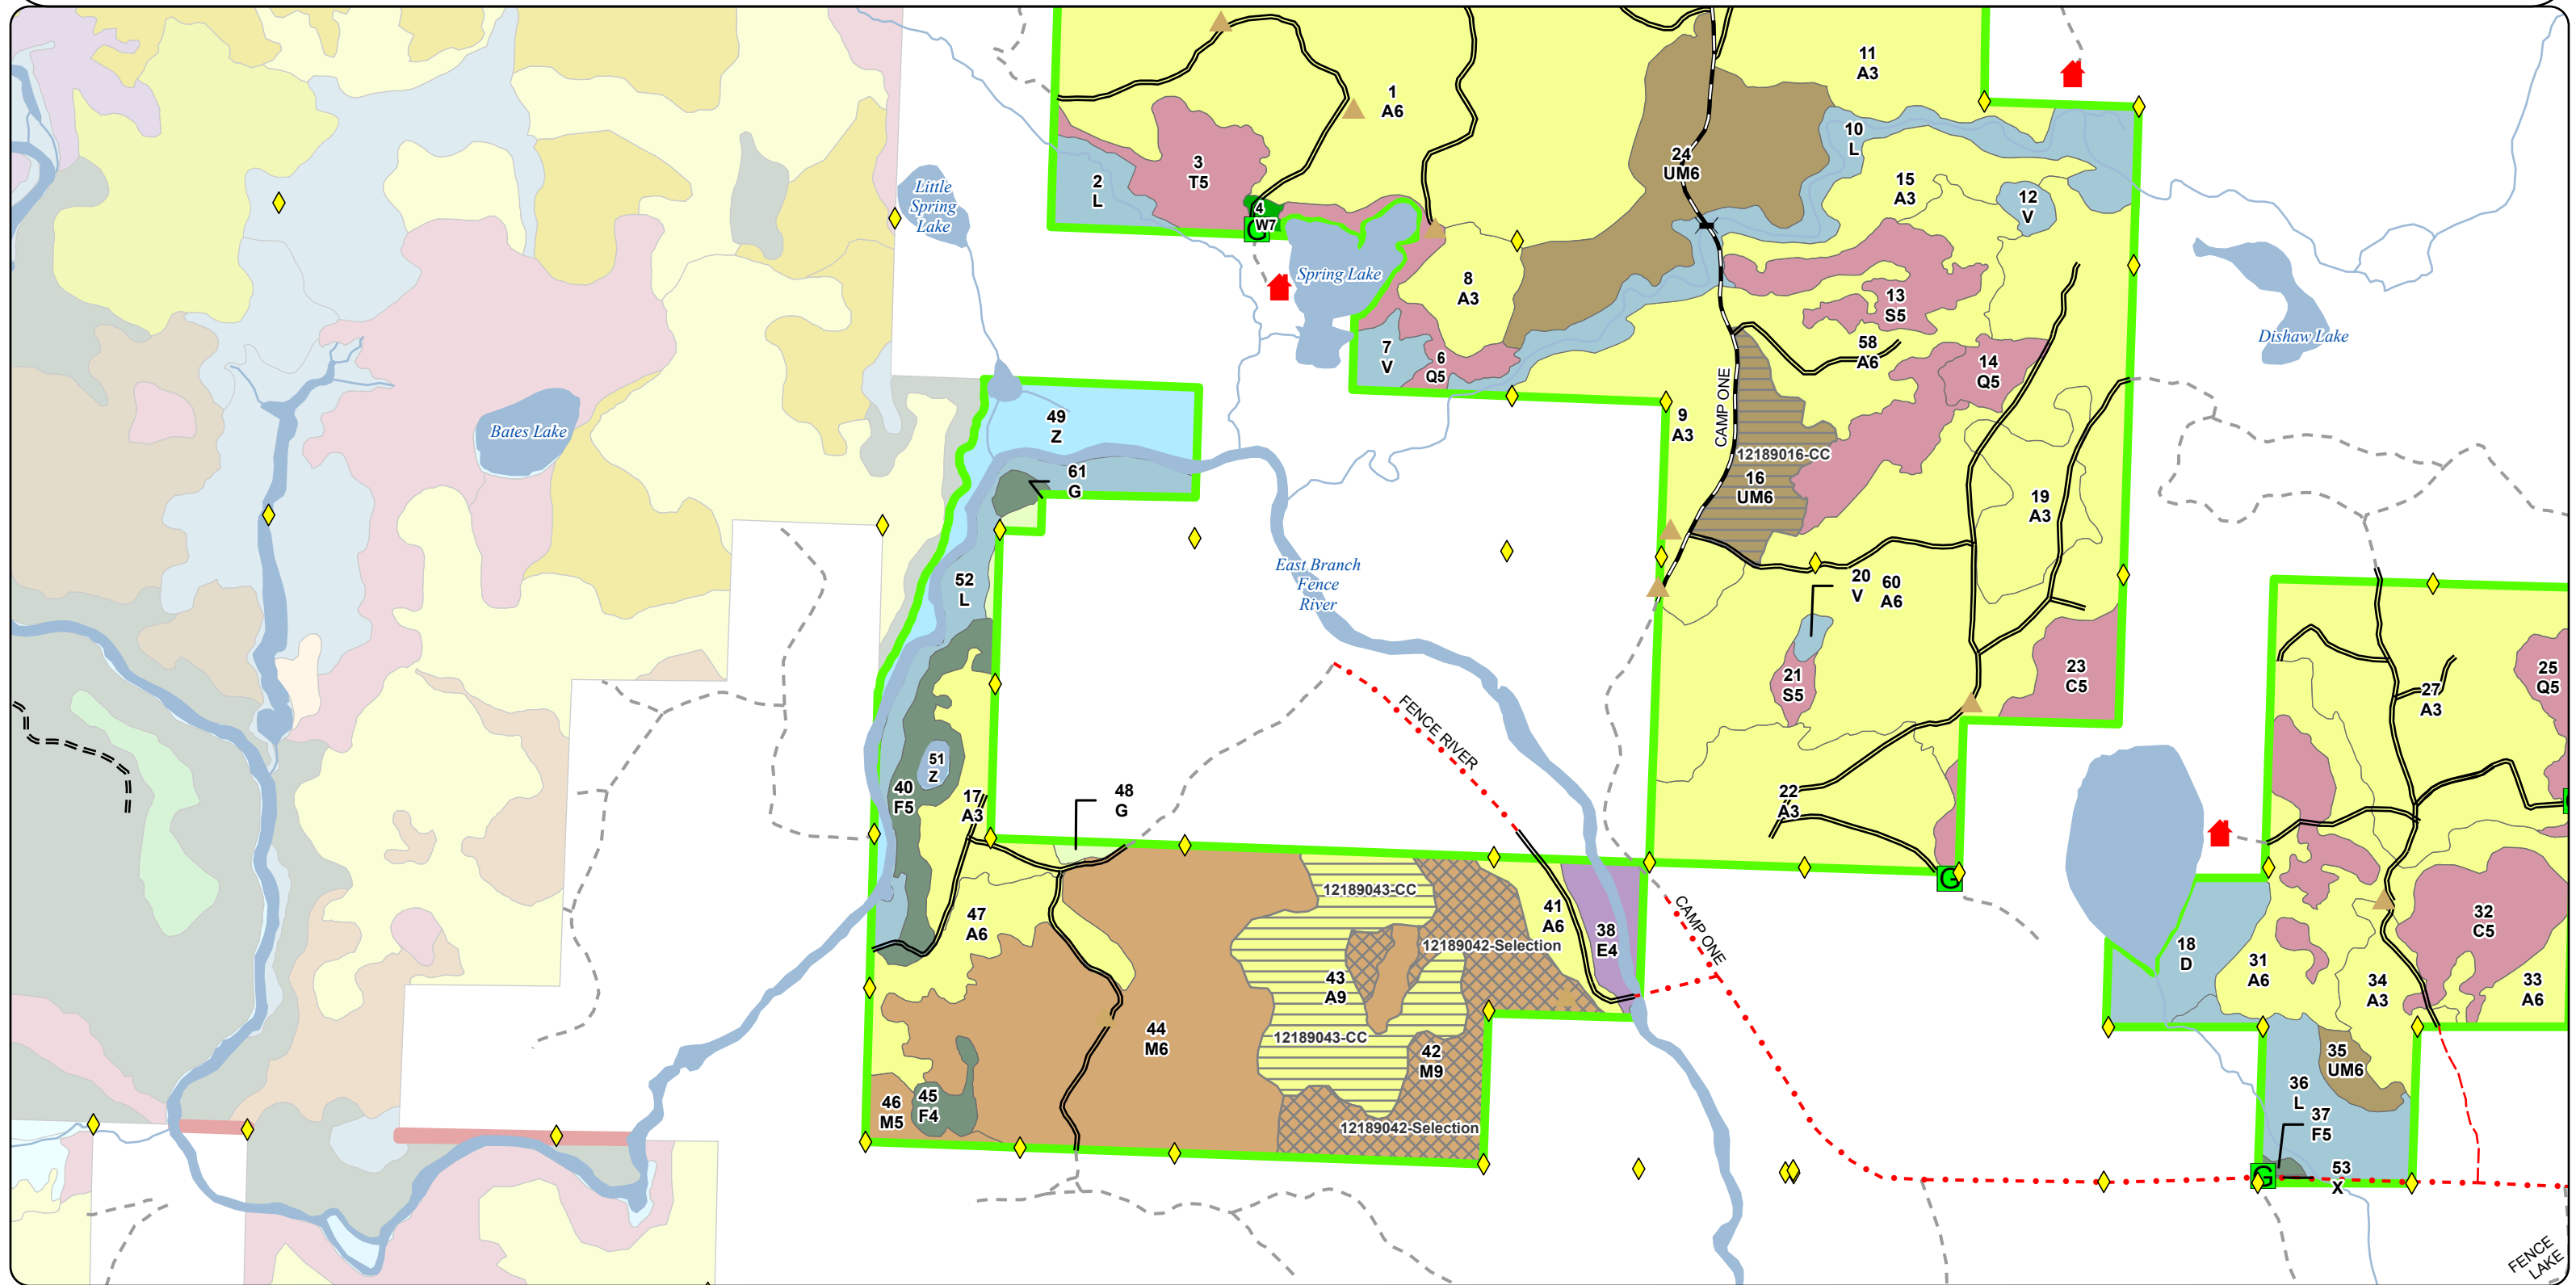 11
A3
1
A6
10
L
24
UM6
3
T5
2
L
15
A3
12
V
Little
Spring
Lake
4
W7
G
Spring Lake
8
A3
13
S5
Dishaw Lake
7
V
6
Q5
58
A6
14
Q5
CAMP ONE
9
A3
49
Z
Bates Lake
12189016-CC
61
G
16
UM6
19
A3
East Branch
Fence
River
52
L
20
V
60
A6
21
S5
23
C5
25
Q5
27
A3
FENCE RIVER
51
Z
40
F5
17
A3
48
G
22
A3
G
12189043-CC
47
A6
41
A6
38
E4
CAMP ONE
12189042-Selection
32
C5
18
D
31
A6
34
A3
33
A6
43
A9
44
M6
12189043-CC
42
M9
35
UM6
36
L
46
M5
45
F4
37
F5
12189042-Selection
G
53
X
FENCE
LAKE